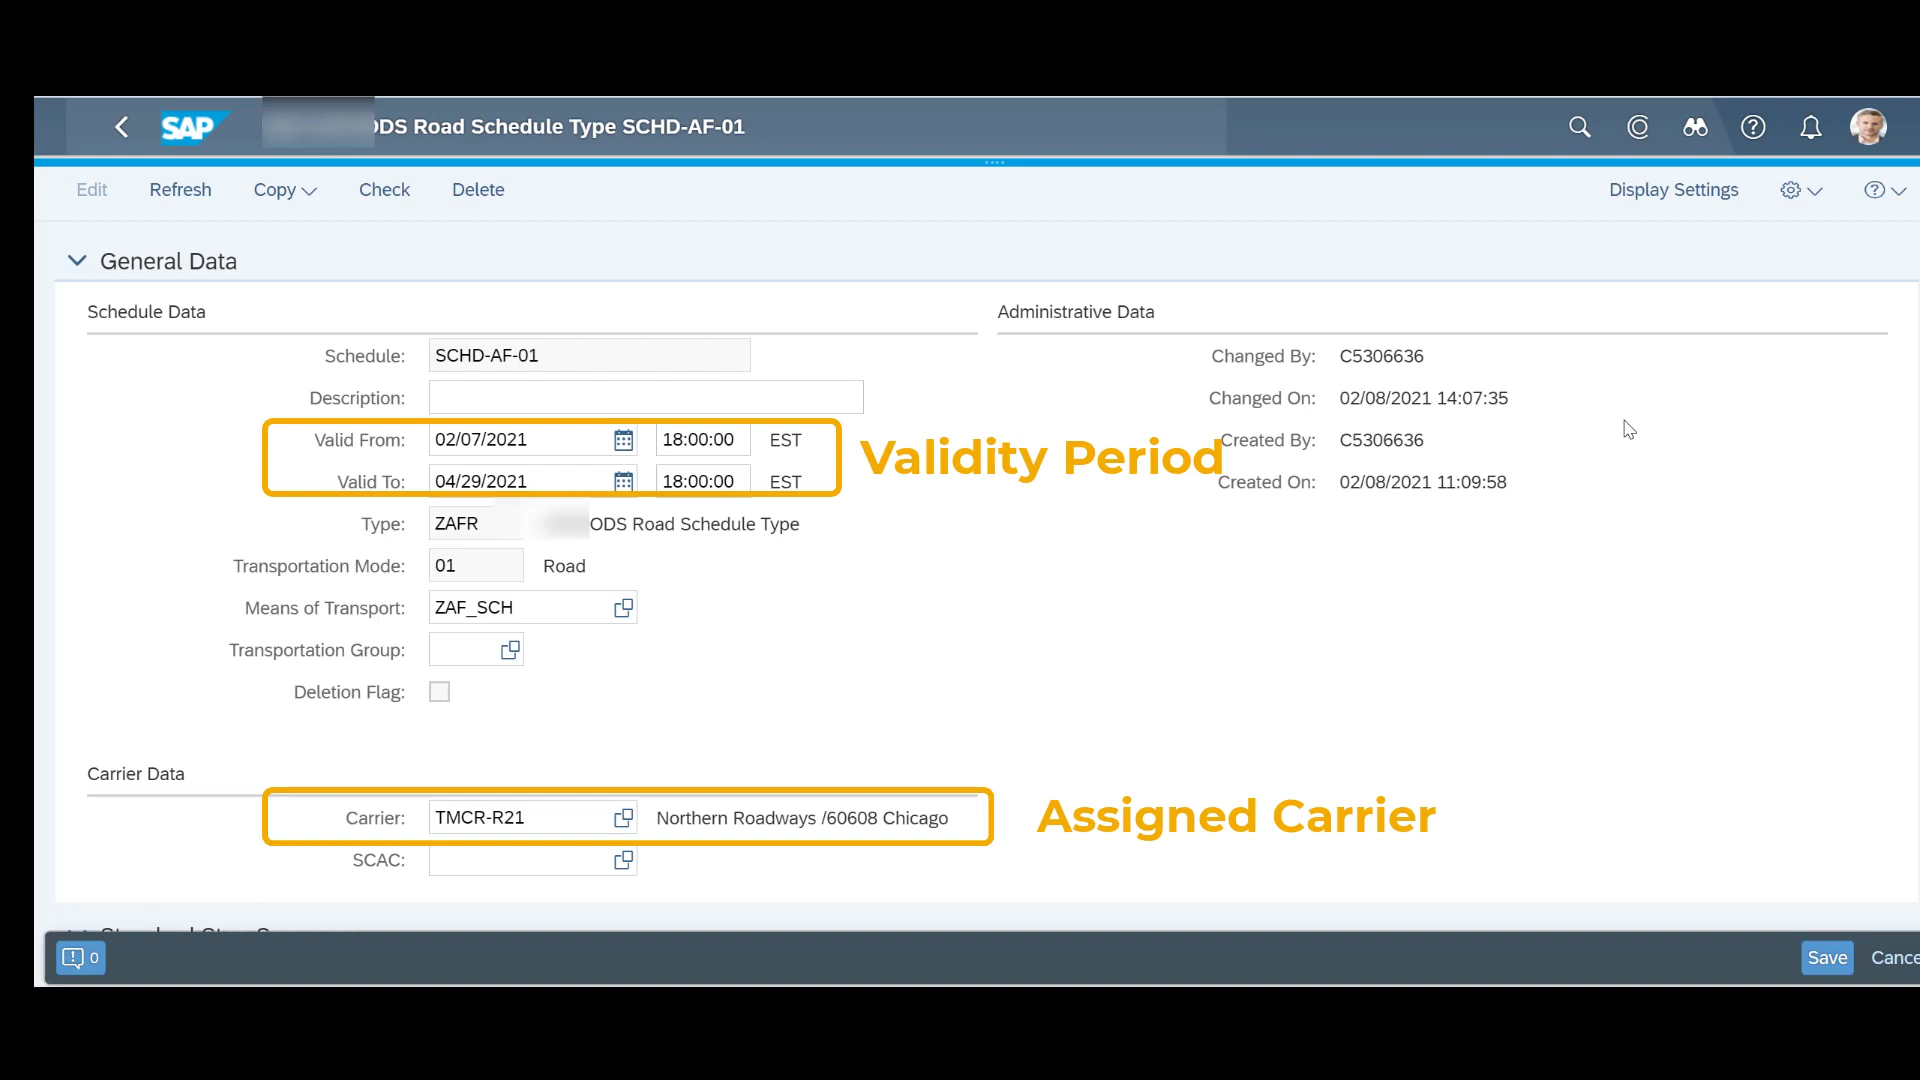 SAP
ODS Road Schedule Type SCHD-AF-01
Edit Refresh Copy Check Delete Display Settings
General Data
Schedule Data
Administrative Data
Schedule: SCHD-AF-01
Changed By: C5306636
Description:
Changed On: 02/08/2021 14:07:35
Valid From: 02/07/2021 18:00:00 EST
Created By: C5306636
Validity Period
Valid To: 04/29/2021 18:00:00 EST
Created On: 02/08/2021 11:09:58
Type: ZAFR ODS Road Schedule Type
Transportation Mode: 01 Road
Means of Transport: ZAF_SCH
Transportation Group:
Deletion Flag:
Carrier Data
Carrier: TMCR-R21 Northern Roadways /60608 Chicago
Assigned Carrier
SCAC:
0
Save Cance